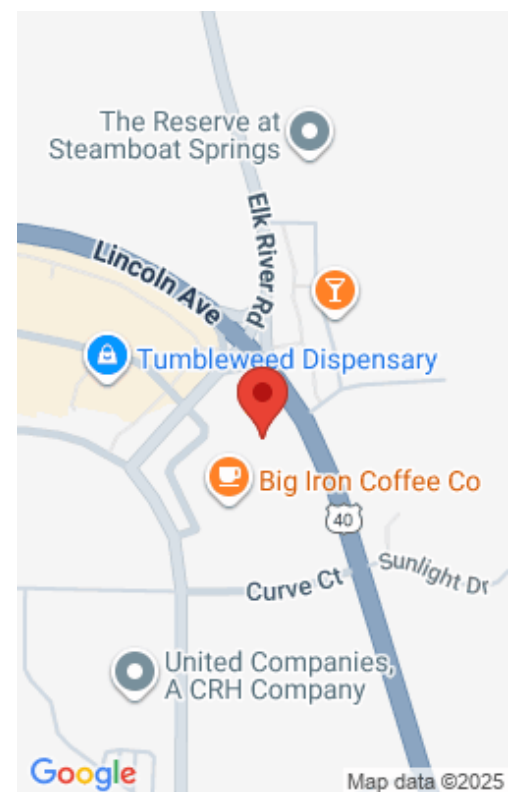 The Reserve at
Steamboat Springs
Elk River Rd
Lincoln Ave
Tumbleweed Dispensary
Big Iron Coffee Co
40
Sunlight Dr
Curve Ct
United Companies,
A CRH Company
Google
Map data ©2025